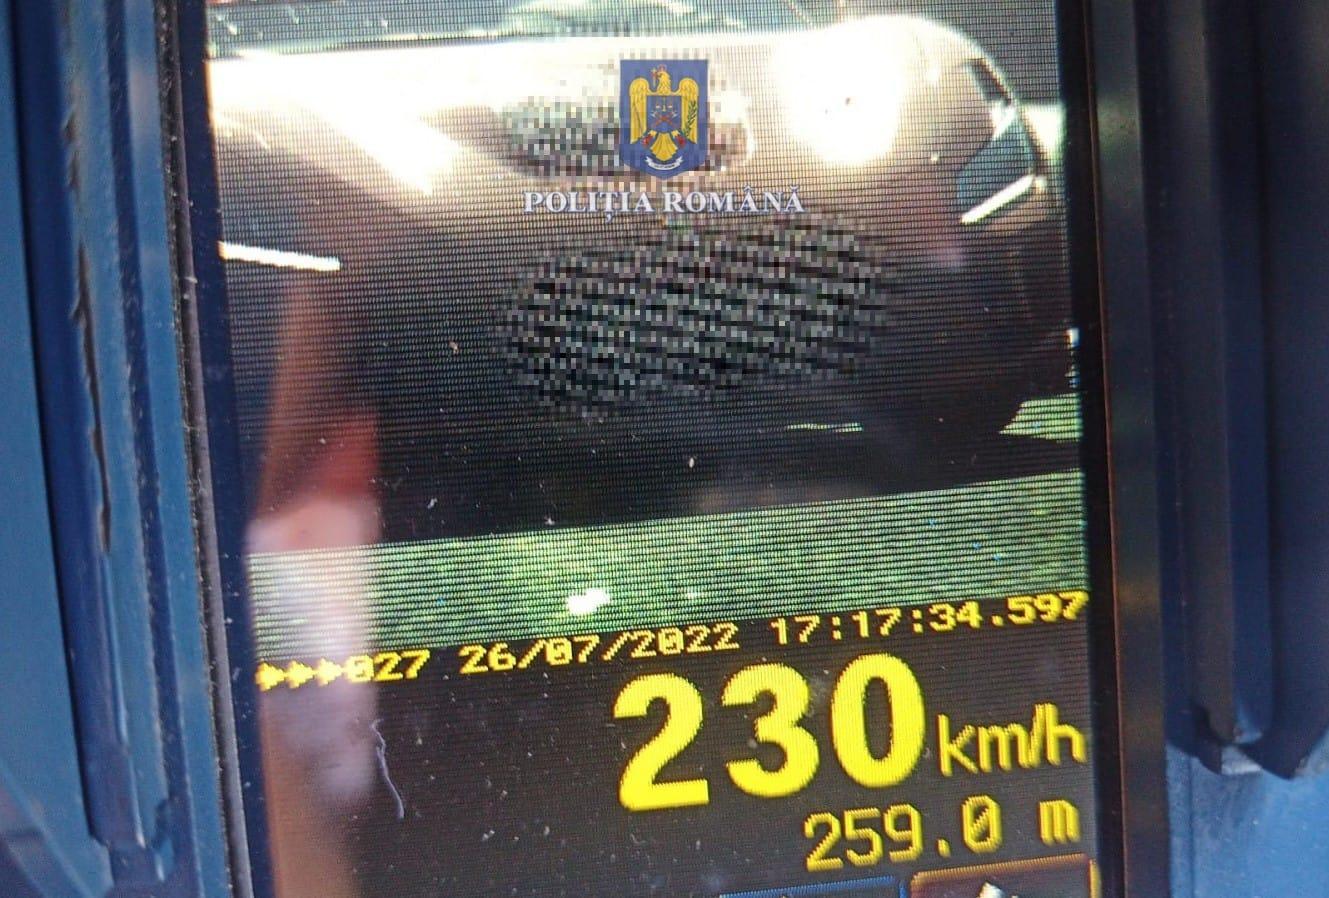 POLIȚIA ROMÂNĂ
027 26/07/2022 17:17:34.597
230 km/h
259.0 m